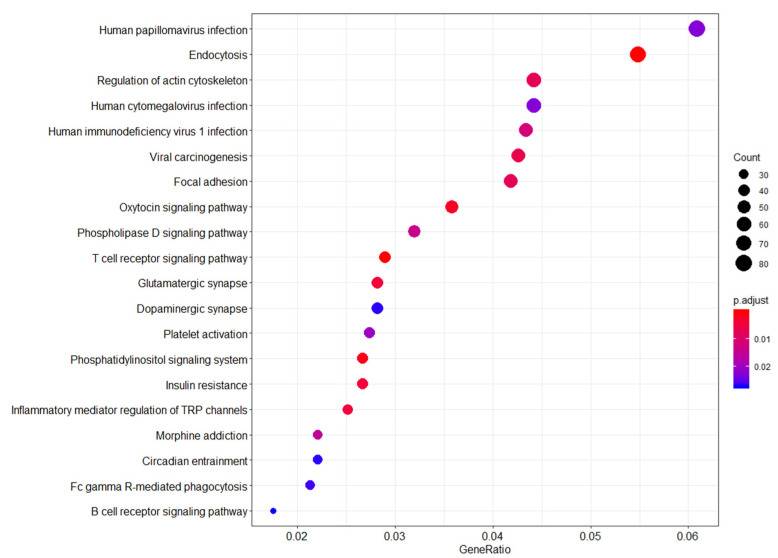 Human papillomavirus infection
Endocytosis
Regulation of actin cytoskeleton
Human cytomegalovirus infection
Human immunodeficiency virus 1 infection
Viral carcinogenesis
Focal adhesion
Oxytocin signaling pathway
Phospholipase D signaling pathway
T cell receptor signaling pathway
Glutamatergic synapse
Dopaminergic synapse
Platelet activation
Phosphatidylinositol signaling system
Insulin resistance
Inflammatory mediator regulation of TRP channels
Morphine addiction
Circadian entrainment
Fc gamma R-mediated phagocytosis
B cell receptor signaling pathway
0.02 0.03 0.04 0.05 0.06
GeneRatio
Count
30
40
50
60
70
80
p.adjust
0.01
0.02